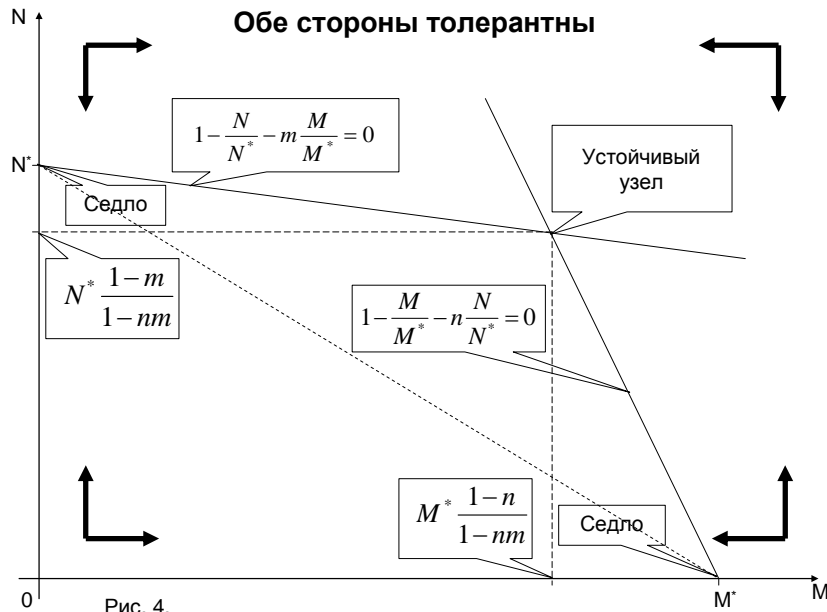 N
Обе стороны толерантны
1 - N/N* - m M/M* = 0
Устойчивый
узел
N*
Седло
N* (1-m)/(1-nm)
1 - M/M* - n N/N* = 0
M* (1-n)/(1-nm)
Седло
0
Рис. 4.
M*
M